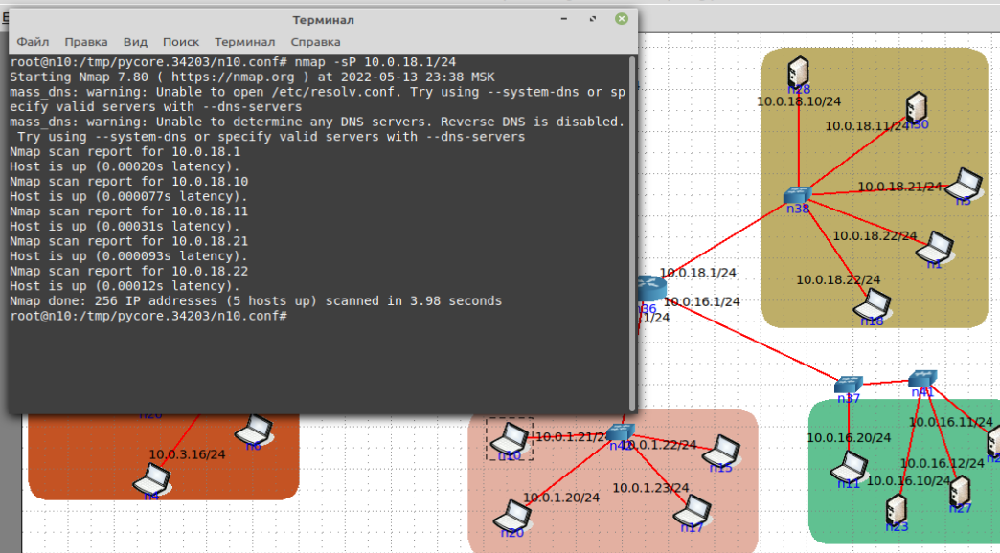 Терминал
Файл Правка Вид Поиск Терминал Справка
root@n10:/tmp/pycore.34203/n10.conf# nmap -sP 10.0.18.1/24
Starting Nmap 7.80 ( https://nmap.org ) at 2022-05-13 23:38 MSK
mass_dns: warning: Unable to open /etc/resolv.conf. Try using --system-dns or sp
ecify valid servers with --dns-servers
mass_dns: warning: Unable to determine any DNS servers. Reverse DNS is disabled.
Try using --system-dns or specify valid servers with --dns-servers
Nmap scan report for 10.0.18.1
Host is up (0.00020s latency).
Nmap scan report for 10.0.18.10
Host is up (0.000077s latency).
Nmap scan report for 10.0.18.11
Host is up (0.00031s latency).
Nmap scan report for 10.0.18.21
Host is up (0.000093s latency).
Nmap scan report for 10.0.18.22
Host is up (0.00012s latency).
Nmap done: 256 IP addresses (5 hosts up) scanned in 3.98 seconds
root@n10:/tmp/pycore.34203/n10.conf#
n28
10.0.18.10/24
10.0.18.11/24
n30
10.0.18.21/24
n38
10.0.18.22/24
n1
10.0.18.22/24
n18
10.0.18.1/24
10.0.16.1/24
n36
.1/24
n37
n41
10.0.16.11/24
10.0.16.20/24
10.0.16.12/24
n11
10.0.16.10/24
n27
n23
n6
10.0.3.16/24
n4
10.0.1.21/24
10.0.1.22/24
n10
n15
10.0.1.23/24
10.0.1.20/24
n20
n17